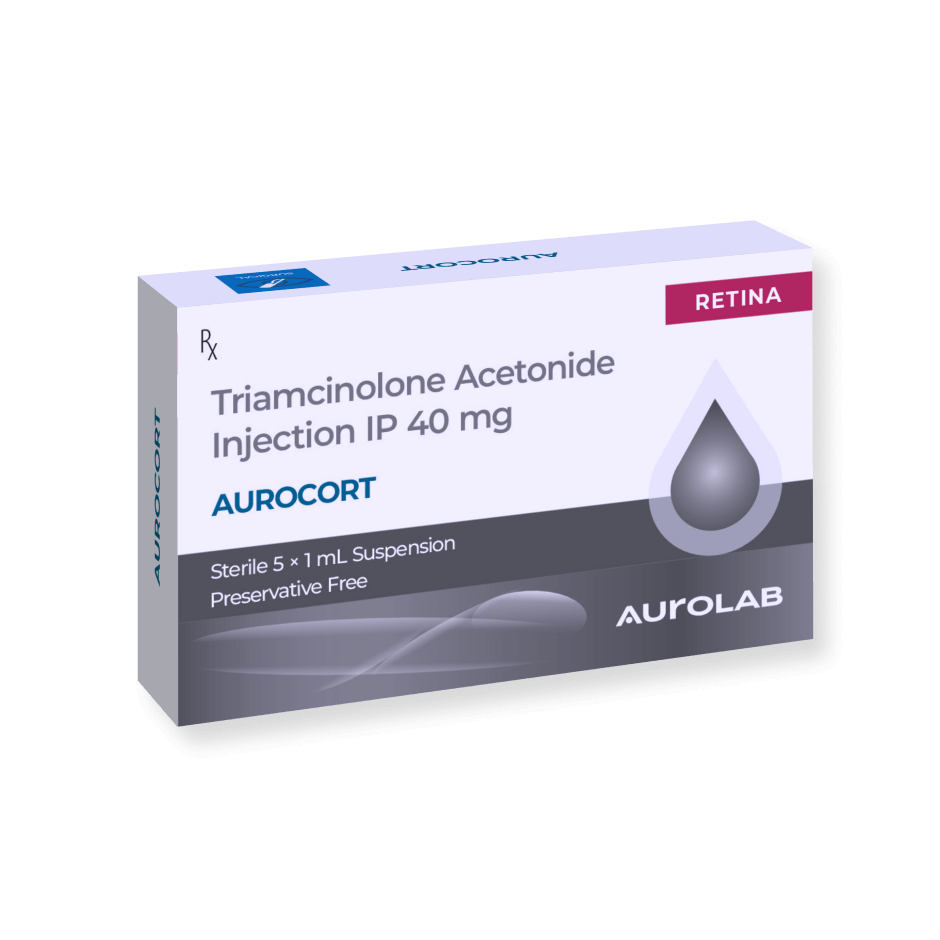 AUROCORT
RETINA
Rx
Triamcinolone Acetonide
Injection IP 40 mg
AUROCORT
Sterile 5 × 1 mL Suspension
Preservative Free
AUROLAB
AUROCORT